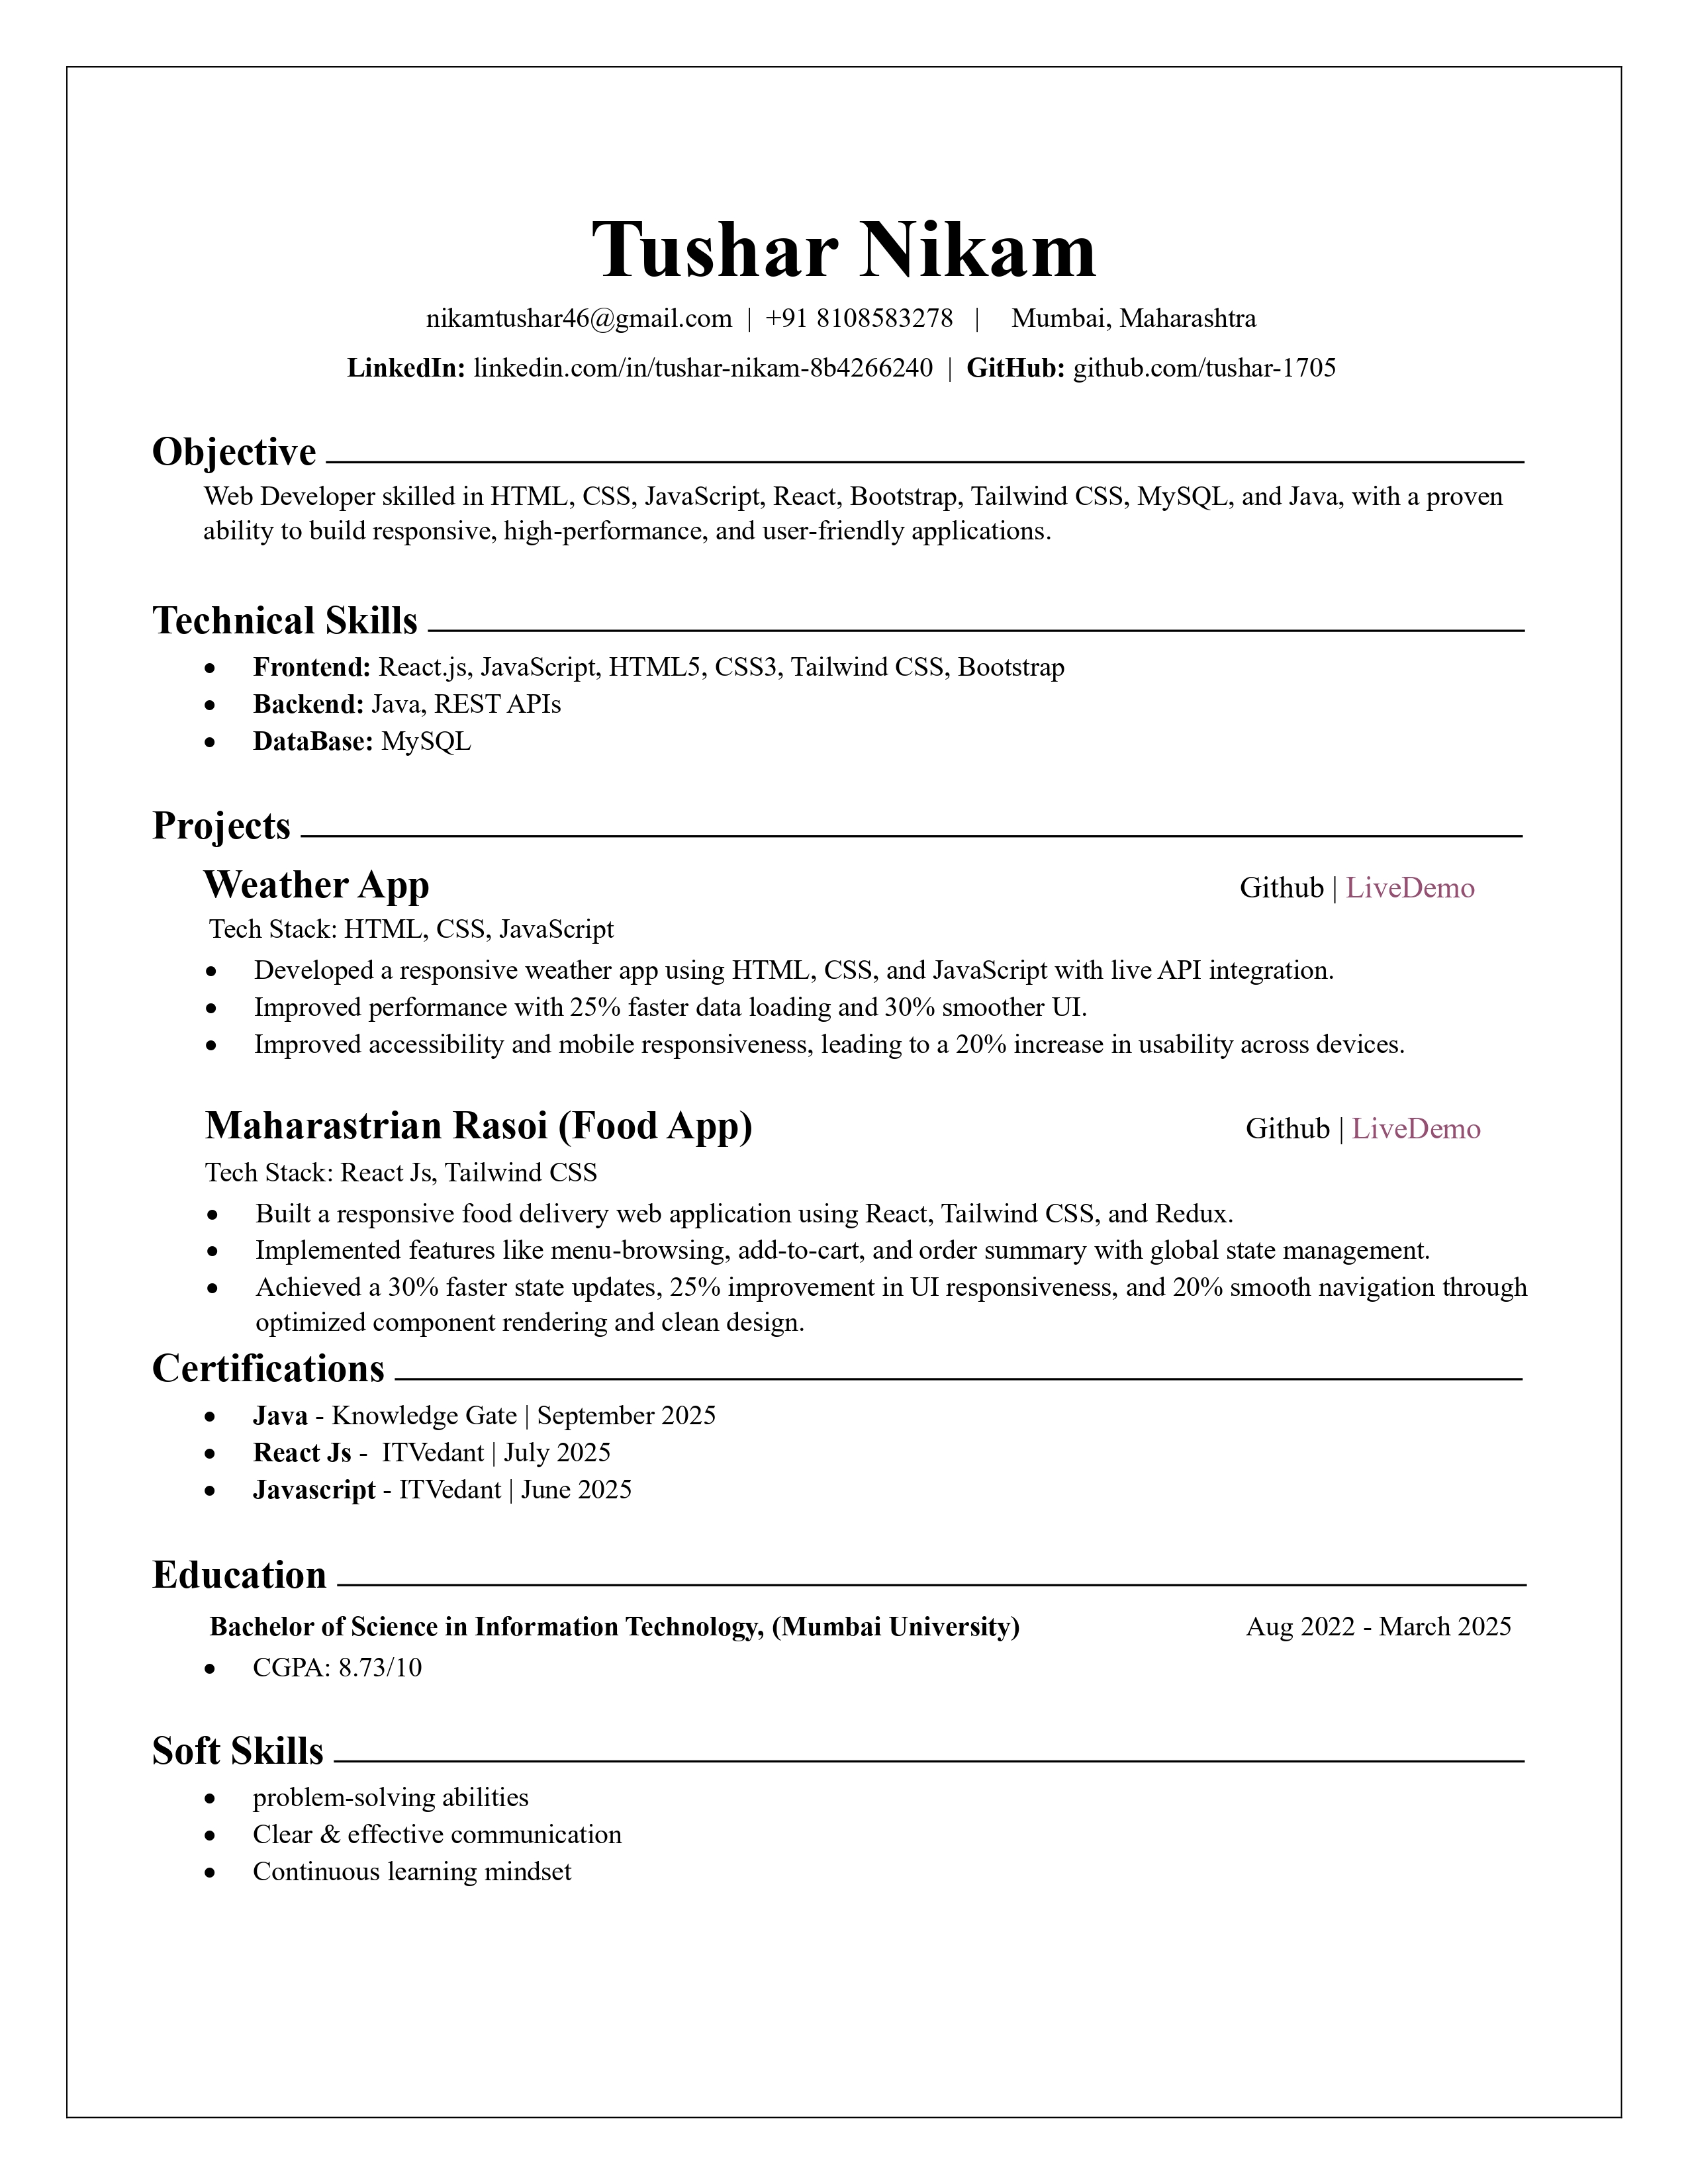 Tushar Nikam
nikamtushar46@gmail.com | +91 8108583278 | Mumbai, Maharashtra
LinkedIn: linkedin.com/in/tushar-nikam-8b4266240 | GitHub: github.com/tushar-1705
Objective
Web Developer skilled in HTML, CSS, JavaScript, React, Bootstrap, Tailwind CSS, MySQL, and Java, with a proven
ability to build responsive, high-performance, and user-friendly applications.
Technical Skills
• Frontend: React.js, JavaScript, HTML5, CSS3, Tailwind CSS, Bootstrap
• Backend: Java, REST APIs
• DataBase: MySQL
Projects
Weather App Github | LiveDemo
Tech Stack: HTML, CSS, JavaScript
• Developed a responsive weather app using HTML, CSS, and JavaScript with live API integration.
• Improved performance with 25% faster data loading and 30% smoother UI.
• Improved accessibility and mobile responsiveness, leading to a 20% increase in usability across devices.
Maharastrian Rasoi (Food App) Github | LiveDemo
Tech Stack: React Js, Tailwind CSS
• Built a responsive food delivery web application using React, Tailwind CSS, and Redux.
• Implemented features like menu-browsing, add-to-cart, and order summary with global state management.
• Achieved a 30% faster state updates, 25% improvement in UI responsiveness, and 20% smooth navigation through
optimized component rendering and clean design.
Certifications
• Java - Knowledge Gate | September 2025
• React Js - ITVedant | July 2025
• Javascript - ITVedant | June 2025
Education
Bachelor of Science in Information Technology, (Mumbai University) Aug 2022 - March 2025
• CGPA: 8.73/10
Soft Skills
• problem-solving abilities
• Clear & effective communication
• Continuous learning mindset